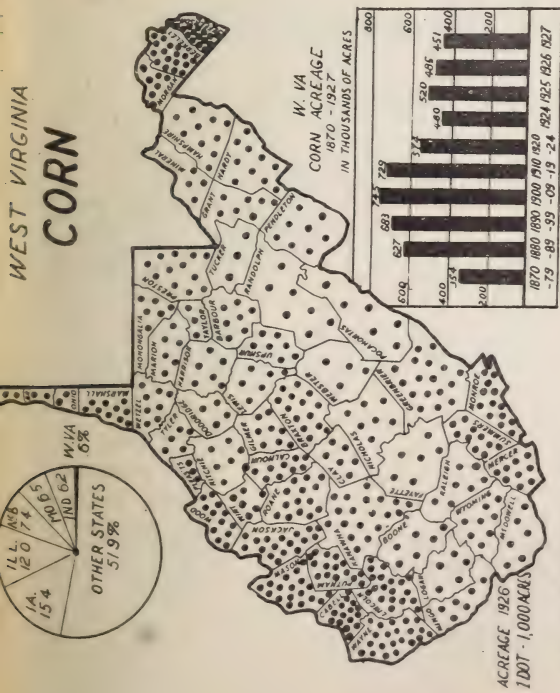 WEST VIRGINIA
CORN
IA.
15 4
ILL.
12 0
7 4
MO 6 5
IND 6 2
W.VA
.6%
OTHER STATES
51.9%
OHIO
MARSHALL
WETZEL
MONONGALIA
MARION
PRESTON
TYLER
TAYLOR
HARRISON
DODDRIDGE
BARBOUR
TUCKER
GRANT
MINERAL
HAMPSHIRE
HARDY
MORGAN
PENDLETON
RANDOLPH
UPSHUR
LEWIS
GILMER
RITCHIE
WOOD
WIRT
CALHOUN
BRAXTON
WEBSTER
POCAHONTAS
JACKSON
ROANE
CLAY
NICHOLAS
GREENBRIER
MASON
PUTNAM
KANAWHA
FAYETTE
CABELL
LINCOLN
BOONE
RALEIGH
SUMMERS
MONROE
WAYNE
LOGAN
MINGO
WYOMING
MERCER
McDOWELL
ACREAGE 1926
1 DOT - 1,000 ACRES
W. VA
CORN ACREAGE
1870 - 1927
IN THOUSANDS OF ACRES
800
600
400
200
600
400
200
354
627
683
745
729
480
520
486
451
1870 1880 1890 1900 1910 1920 1924 1925 1926 1927
-79 -89 -99 -09 -19 -24